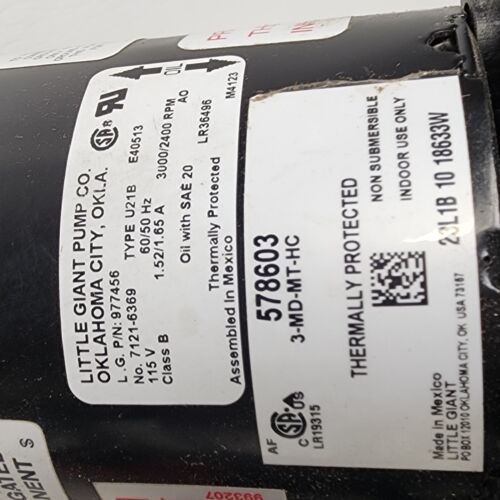 LITTLE GIANT PUMP CO.
OKLAHOMA CITY, OKLA.
L.G. P/N: 977456
No. 7121-6369 TYPE U21B E40513
115 V 60/50 Hz
Class B 1.52/1.65 A 3000/2400 RPM
Oil with SAE 20 AO
Thermally Protected LR36496
Assembled In Mexico M4123
OIL
578603
3-MD-MT-HC
THERMALLY PROTECTED
NON SUBMERSIBLE
INDOOR USE ONLY
23L1B 10 18633W
AF
C US
LR19315
Made in Mexico
LITTLE GIANT
PO BOX 12010 OKLAHOMA CITY, OK. USA 73157
993207